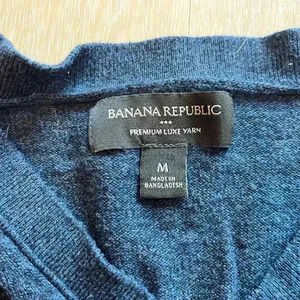 BANANA REPUBLIC
PREMIUM LUXE YARN
M
MADE IN
BANGLADESH